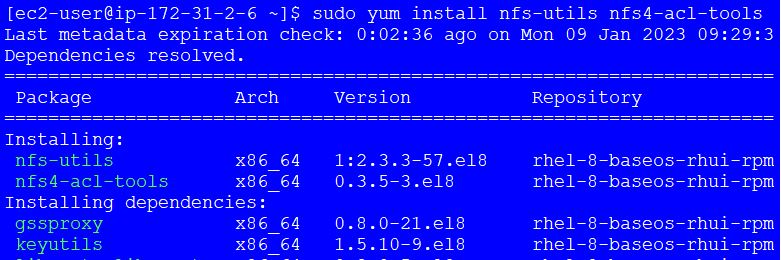 [ec2-user@ip-172-31-2-6 ~]$ sudo yum install nfs-utils nfs4-acl-tools
Last metadata expiration check: 0:02:36 ago on Mon 09 Jan 2023 09:29:3
Dependencies resolved.
================================================================================
Package Arch Version Repository
================================================================================
Installing:
nfs-utils x86_64 1:2.3.3-57.el8 rhel-8-baseos-rhui-rpm
nfs4-acl-tools x86_64 0.3.5-3.el8 rhel-8-baseos-rhui-rpm
Installing dependencies:
gssproxy x86_64 0.8.0-21.el8 rhel-8-baseos-rhui-rpm
keyutils x86_64 1.5.10-9.el8 rhel-8-baseos-rhui-rpm